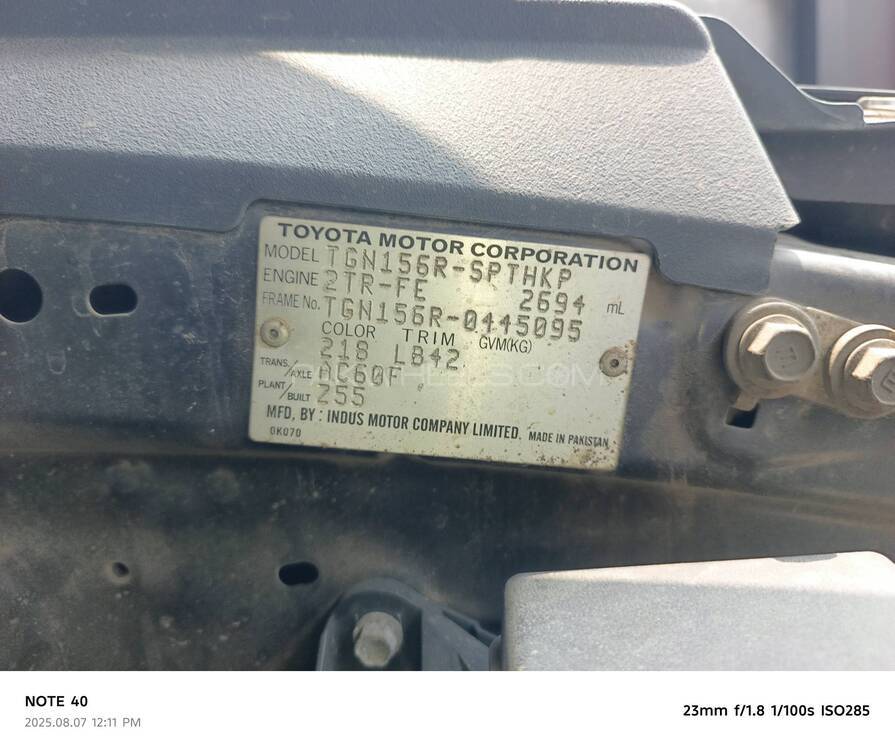 TOYOTA MOTOR CORPORATION
MODEL TGN156R-SPTHKP
ENGINE 2TR-FE 2694 mL
FRAME No. TGN156R-0445095
COLOR TRIM GVM(KG)
218 LB42
TRANS./AXLE AC60F
PLANT/BUILT Z55
MFD, BY : INDUS MOTOR COMPANY LIMITED. MADE IN PAKISTAN
0K070
NOTE 40
2025.08.07 12:11 PM
23mm f/1.8 1/100s ISO285